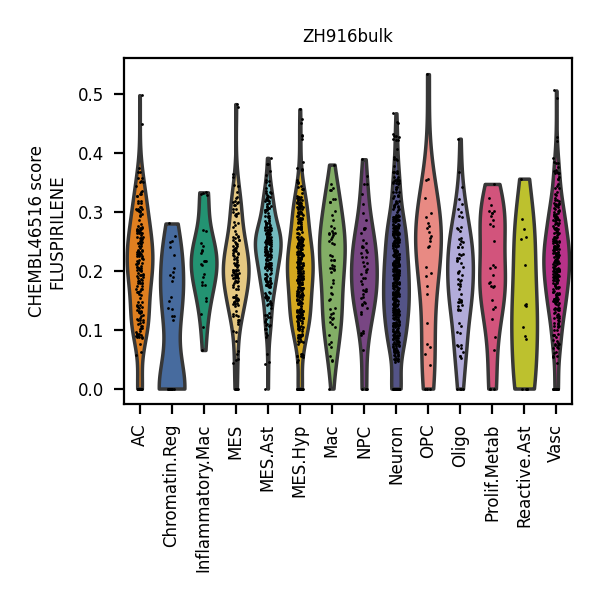 ZH916bulk
CHEMBL46516 score
FLUSPIRILENE
0.5
0.4
0.3
0.2
0.1
0.0
AC
Chromatin.Reg
Inflammatory.Mac
MES
MES.Ast
MES.Hyp
Mac
NPC
Neuron
OPC
Oligo
Prolif.Metab
Reactive.Ast
Vasc